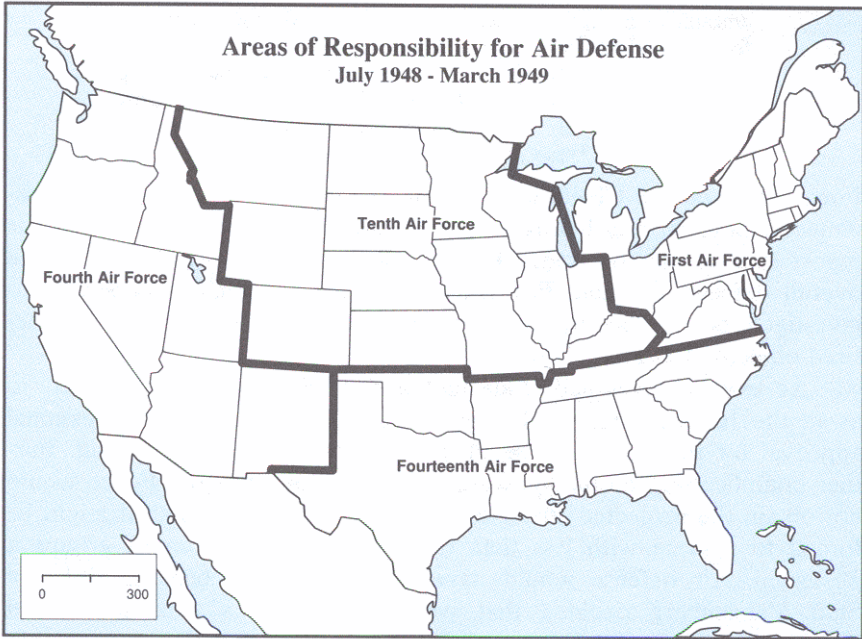 Areas of Responsibility for Air Defense
July 1948 - March 1949
Tenth Air Force
First Air Force
Fourth Air Force
Fourteenth Air Force
0 300